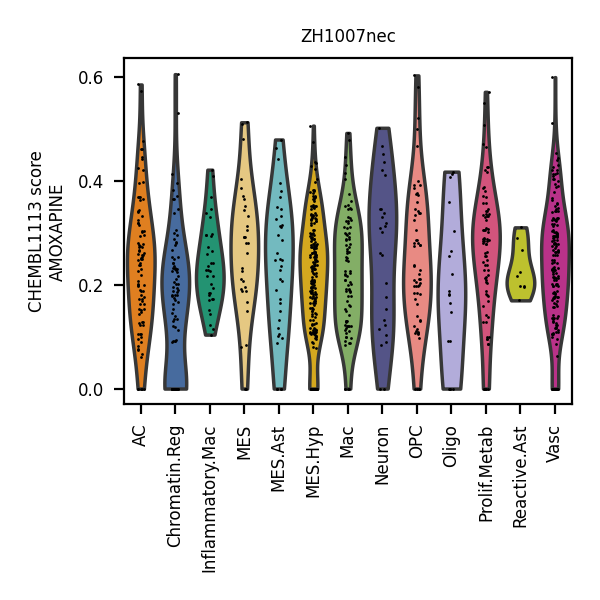 ZH1007nec
CHEMBL1113 score
AMOXAPINE
0.6
0.4
0.2
0.0
AC
Chromatin.Reg
Inflammatory.Mac
MES
MES.Ast
MES.Hyp
Mac
Neuron
OPC
Oligo
Prolif.Metab
Reactive.Ast
Vasc